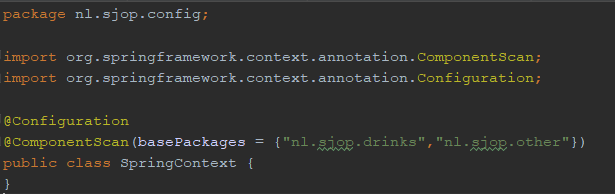 package nl.sjop.config;
import org.springframework.context.annotation.ComponentScan;
import org.springframework.context.annotation.Configuration;
@Configuration
@ComponentScan(basePackages = {"nl.sjop.drinks","nl.sjop.other"})
public class SpringContext {
}